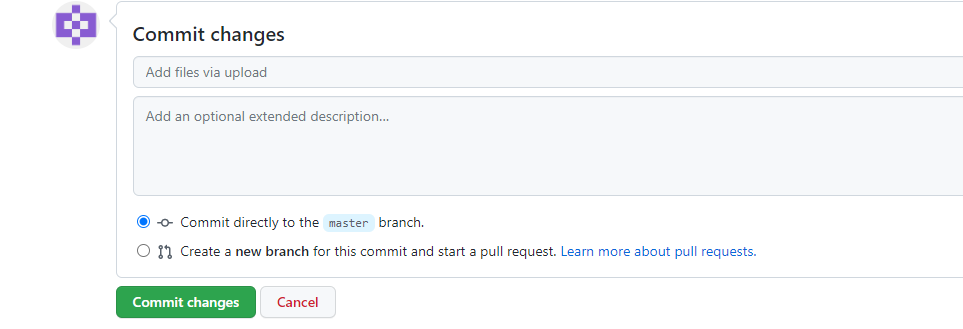 Commit changes
Add files via upload
Add an optional extended description...
Commit directly to the master branch.
Create a new branch for this commit and start a pull request. Learn more about pull requests.
Commit changes Cancel